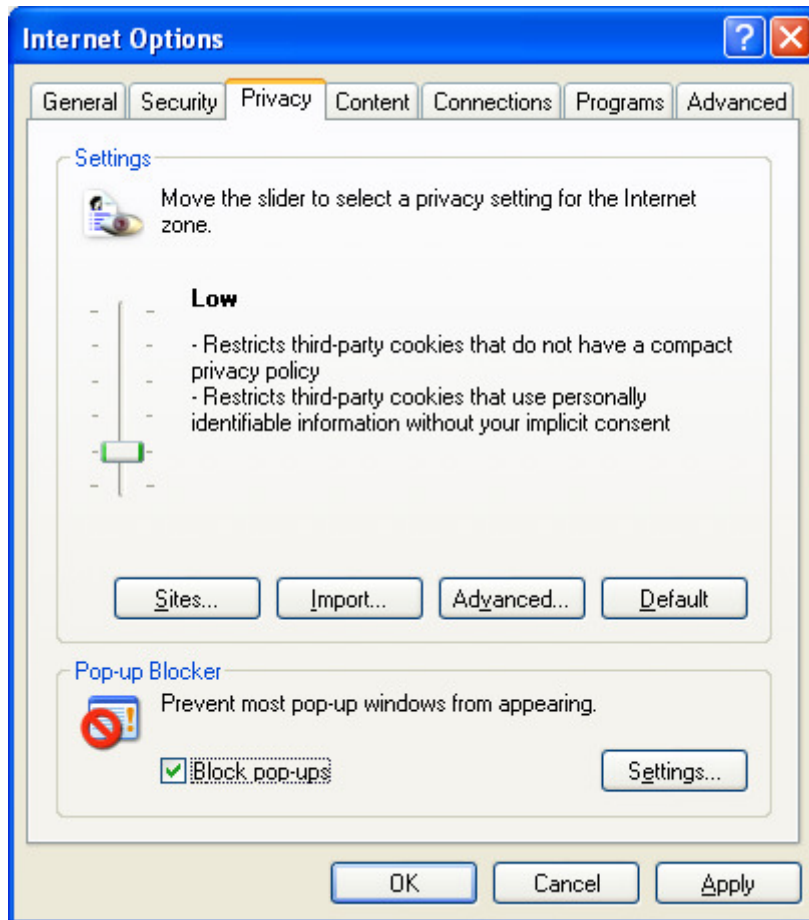 Internet Options
General Security Privacy Content Connections Programs Advanced
Settings
Move the slider to select a privacy setting for the Internet
zone.
Low
- Restricts third-party cookies that do not have a compact
privacy policy
- Restricts third-party cookies that use personally
identifiable information without your implicit consent
Sites... Import... Advanced... Default
Pop-up Blocker
Prevent most pop-up windows from appearing.
Block pop-ups Settings...
OK Cancel Apply